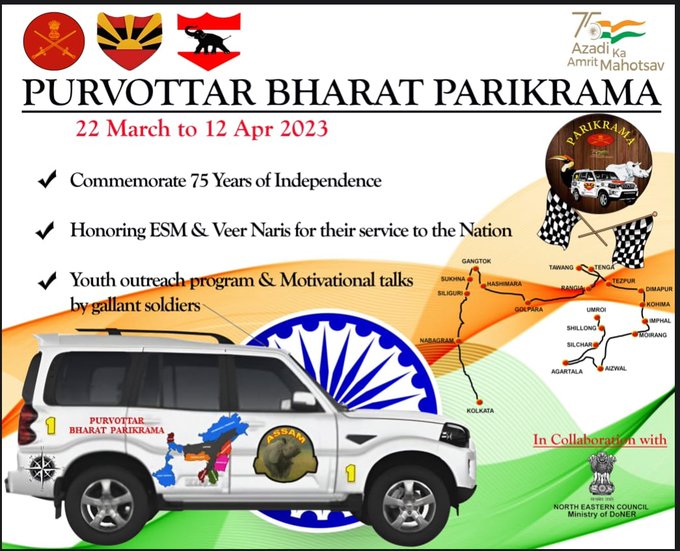 75
Azadi Ka
Amrit Mahotsav
PURVOTTAR BHARAT PARIKRAMA
22 March to 12 Apr 2023
PARIKRAMA
✓ Commemorate 75 Years of Independence
✓ Honoring ESM & Veer Naris for their service to the Nation
✓ Youth outreach program & Motivational talks
by gallant soldiers
GANGTOK
SUKHNA
HASHIMARA
SILIGURI
NABAGRAM
KOLKATA
GOLPARA
RANGIA
TAWANG
TENGA
TEZPUR
DIMAPUR
KOHIMA
IMPHAL
MOIRANG
UMROI
SHILLONG
SILCHAR
AGARTALA
AIZWAL
1
PURVOTTAR
BHARAT PARIKRAMA
ASSAM
1
In Collaboration with
सत्यमेव जयते
NORTH EASTERN COUNCIL
Ministry of DoNER